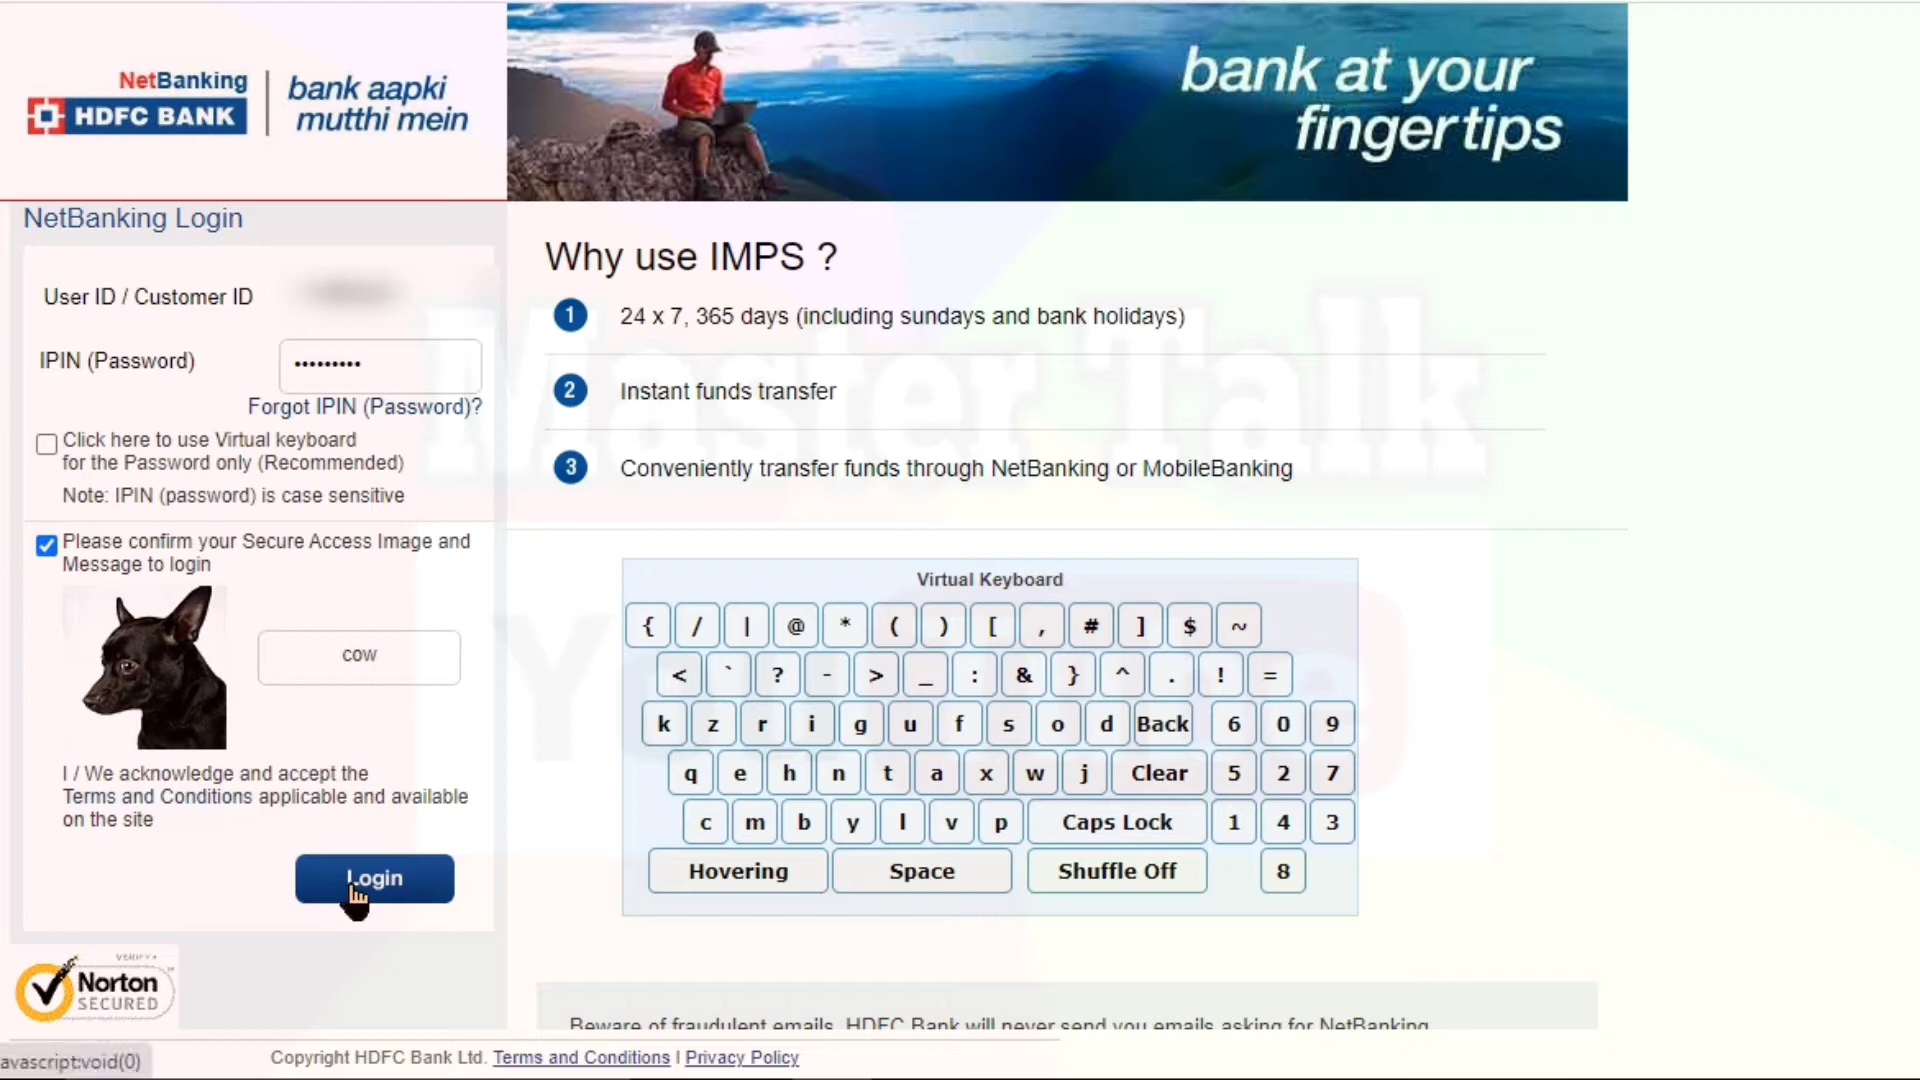 NetBanking
HDFC BANK
bank aapki
mutthi mein
bank at your
fingertips
NetBanking Login
User ID / Customer ID
IPIN (Password)
•••••••••
Forgot IPIN (Password)?
Click here to use Virtual keyboard
for the Password only (Recommended)
Note: IPIN (password) is case sensitive
Please confirm your Secure Access Image and
Message to login
cow
I / We acknowledge and accept the
Terms and Conditions applicable and available
on the site
Login
Norton
SECURED
Why use IMPS ?
1 24 x 7, 365 days (including sundays and bank holidays)
2 Instant funds transfer
3 Conveniently transfer funds through NetBanking or MobileBanking
Master Talk
Virtual Keyboard
{ / | @ * ( ) [ , # ] $ ~
< ` ? - > _ : & } ^ . ! =
k z r i g u f s o d Back 6 0 9
q e h n t a x w j Clear 5 2 7
c m b y l v p Caps Lock 1 4 3
Hovering Space Shuffle Off 8
Beware of fraudulent emails. HDFC Bank will never send you emails asking for NetBanking
Copyright HDFC Bank Ltd. Terms and Conditions I Privacy Policy
avascript:void(0)